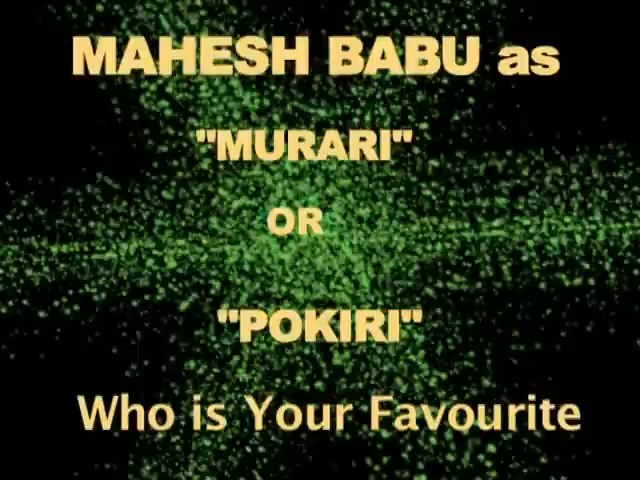 MAHESH BABU as
"MURARI"
OR
"POKIRI"
Who is Your Favourite